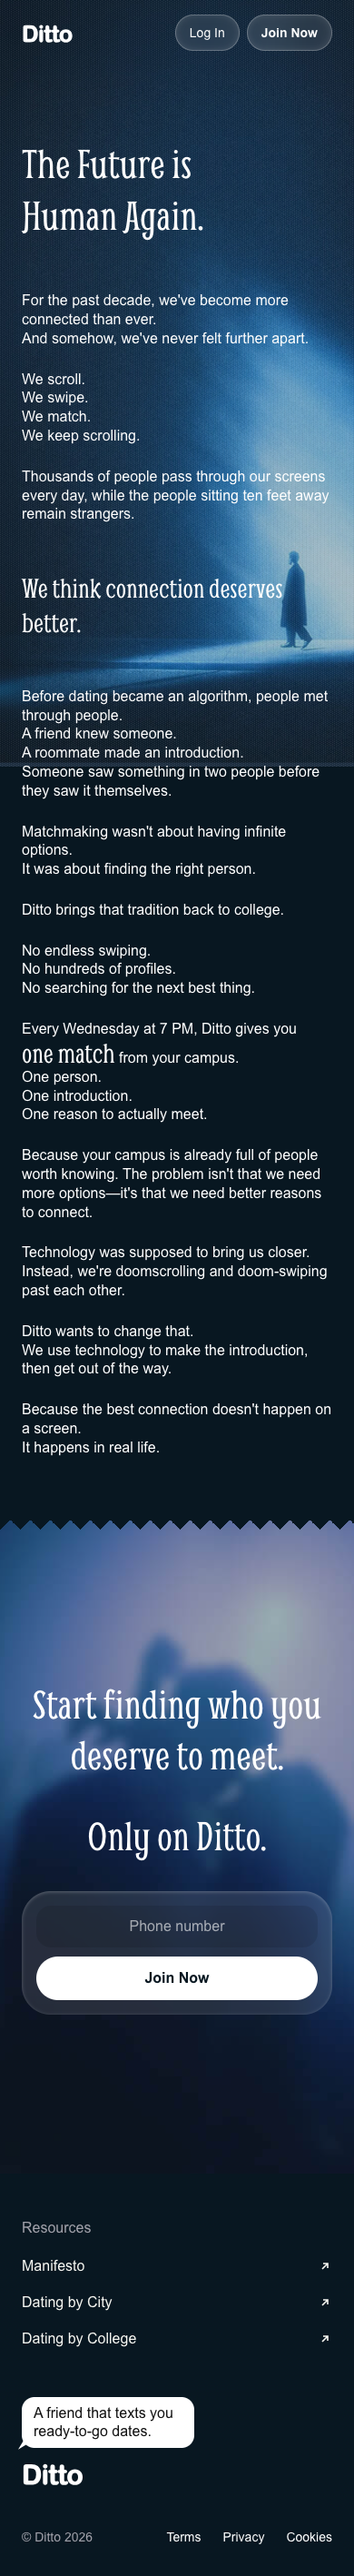 Ditto
Log In
Join Now
The Future is
Human Again.
For the past decade, we've become more
connected than ever.
And somehow, we've never felt further apart.
We scroll.
We swipe.
We match.
We keep scrolling.
Thousands of people pass through our screens
every day, while the people sitting ten feet away
remain strangers.
We think connection deserves
better.
Before dating became an algorithm, people met
through people.
A friend knew someone.
A roommate made an introduction.
Someone saw something in two people before
they saw it themselves.
Matchmaking wasn't about having infinite
options.
It was about finding the right person.
Ditto brings that tradition back to college.
No endless swiping.
No hundreds of profiles.
No searching for the next best thing.
Every Wednesday at 7 PM, Ditto gives you
one match from your campus.
One person.
One introduction.
One reason to actually meet.
Because your campus is already full of people
worth knowing. The problem isn't that we need
more options—it's that we need better reasons
to connect.
Technology was supposed to bring us closer.
Instead, we're doomscrolling and doom-swiping
past each other.
Ditto wants to change that.
We use technology to make the introduction,
then get out of the way.
Because the best connection doesn't happen on
a screen.
It happens in real life.
Start finding who you
deserve to meet.
Only on Ditto.
Phone number
Join Now
Resources
Manifesto
Dating by City
Dating by College
A friend that texts you
ready-to-go dates.
Ditto
© Ditto 2026
Terms
Privacy
Cookies